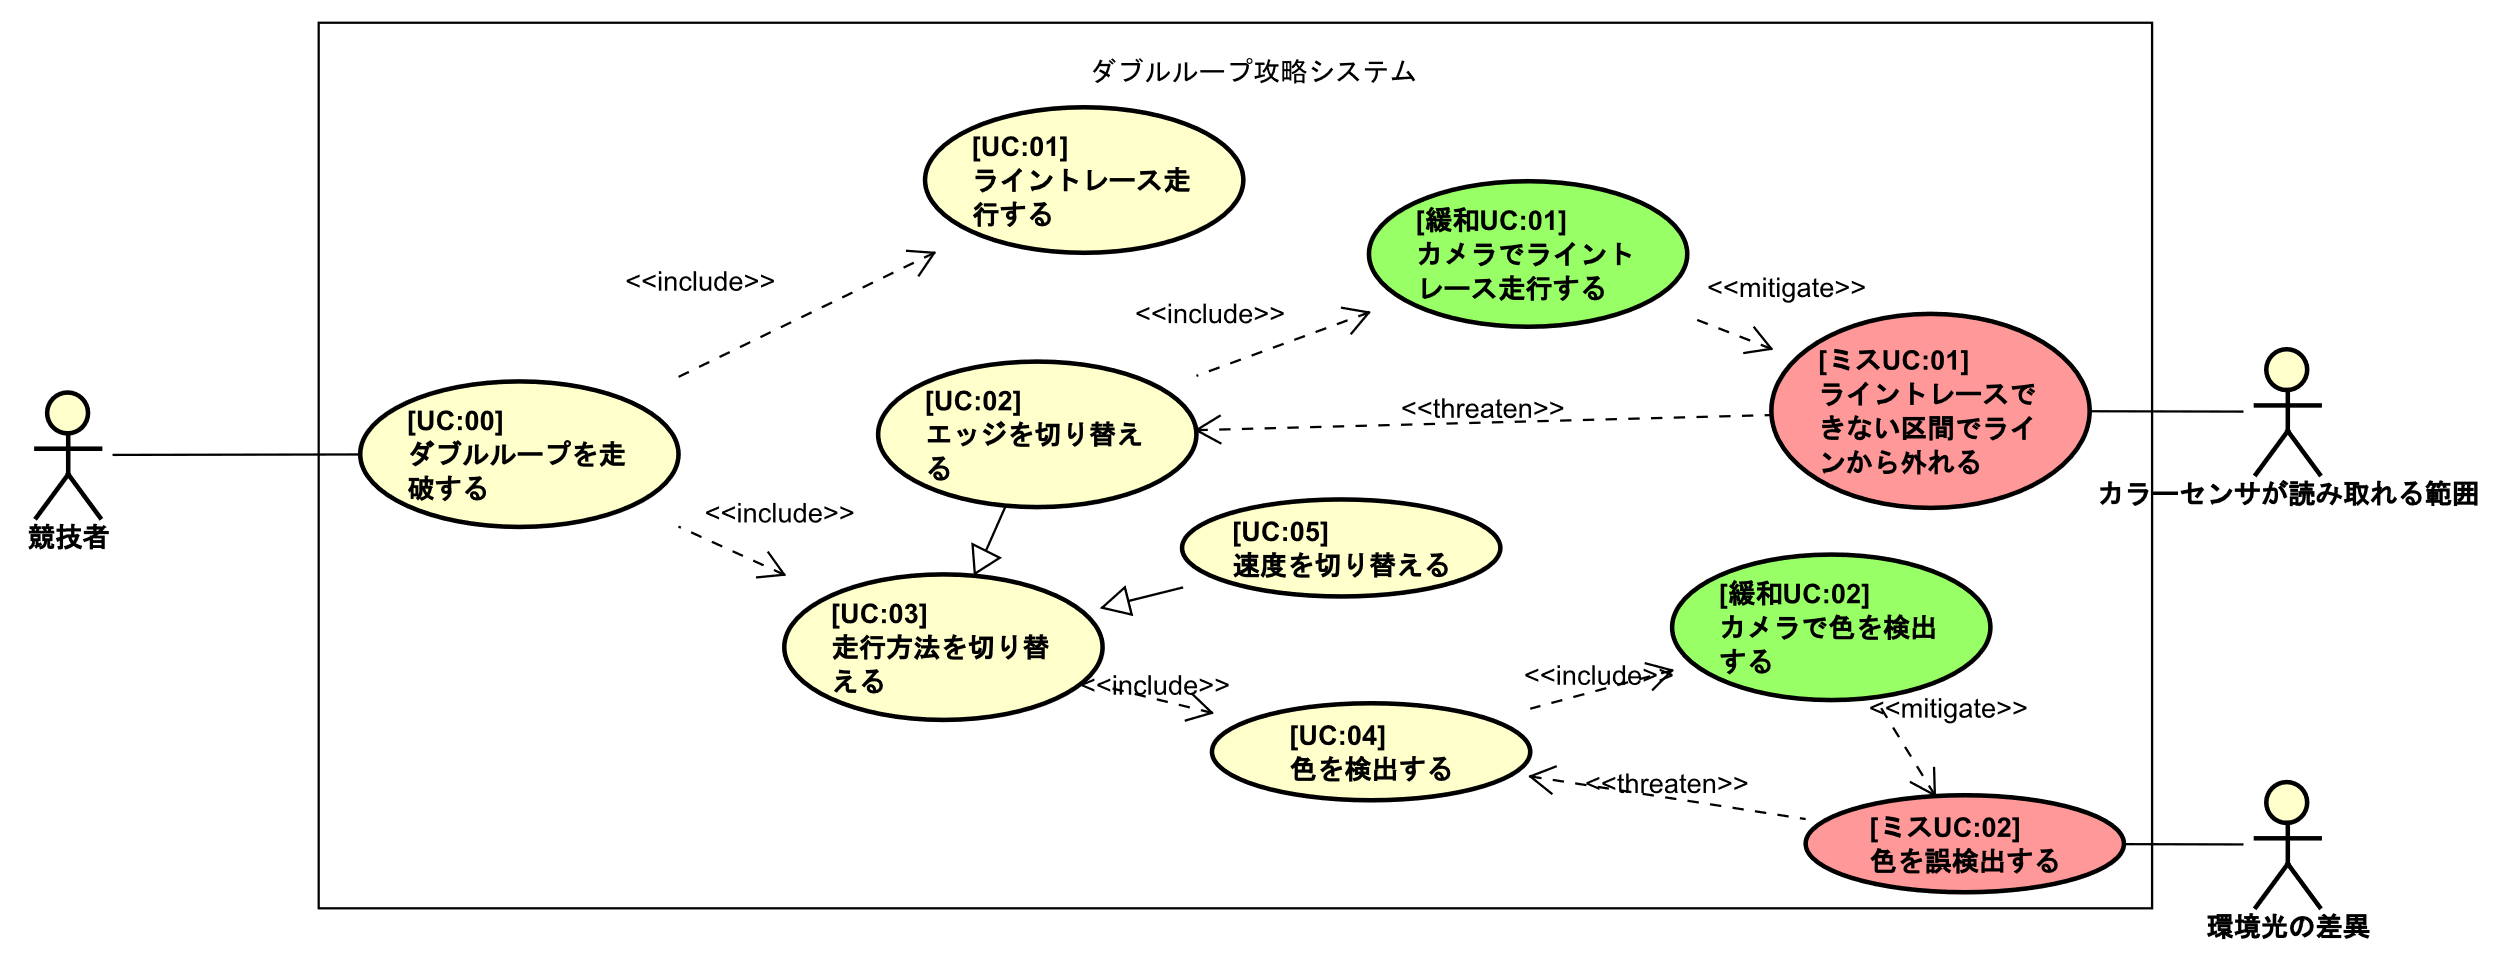 ダブルループ攻略システム
[UC:01]
ライントレース走
行する
[緩和UC:01]
カメラでライント
レース走行する
<<include>>
<<include>>
<<mitigate>>
[ミスUC:01]
ライントレースで
きない区間でライ
ンから外れる
[UC:02]
エッジを切り替え
る
<<threaten>>
[UC:00]
ダブルループを走
破する
競技者
カラーセンサが読み取れる範囲
<<include>>
[UC:05]
速度を切り替える
[UC:03]
走行方法を切り替
える
[緩和UC:02]
カメラで色を検出
する
<<include>>
<<include>>
<<mitigate>>
[UC:04]
色を検出する
<<threaten>>
[ミスUC:02]
色を誤検出する
環境光の差異